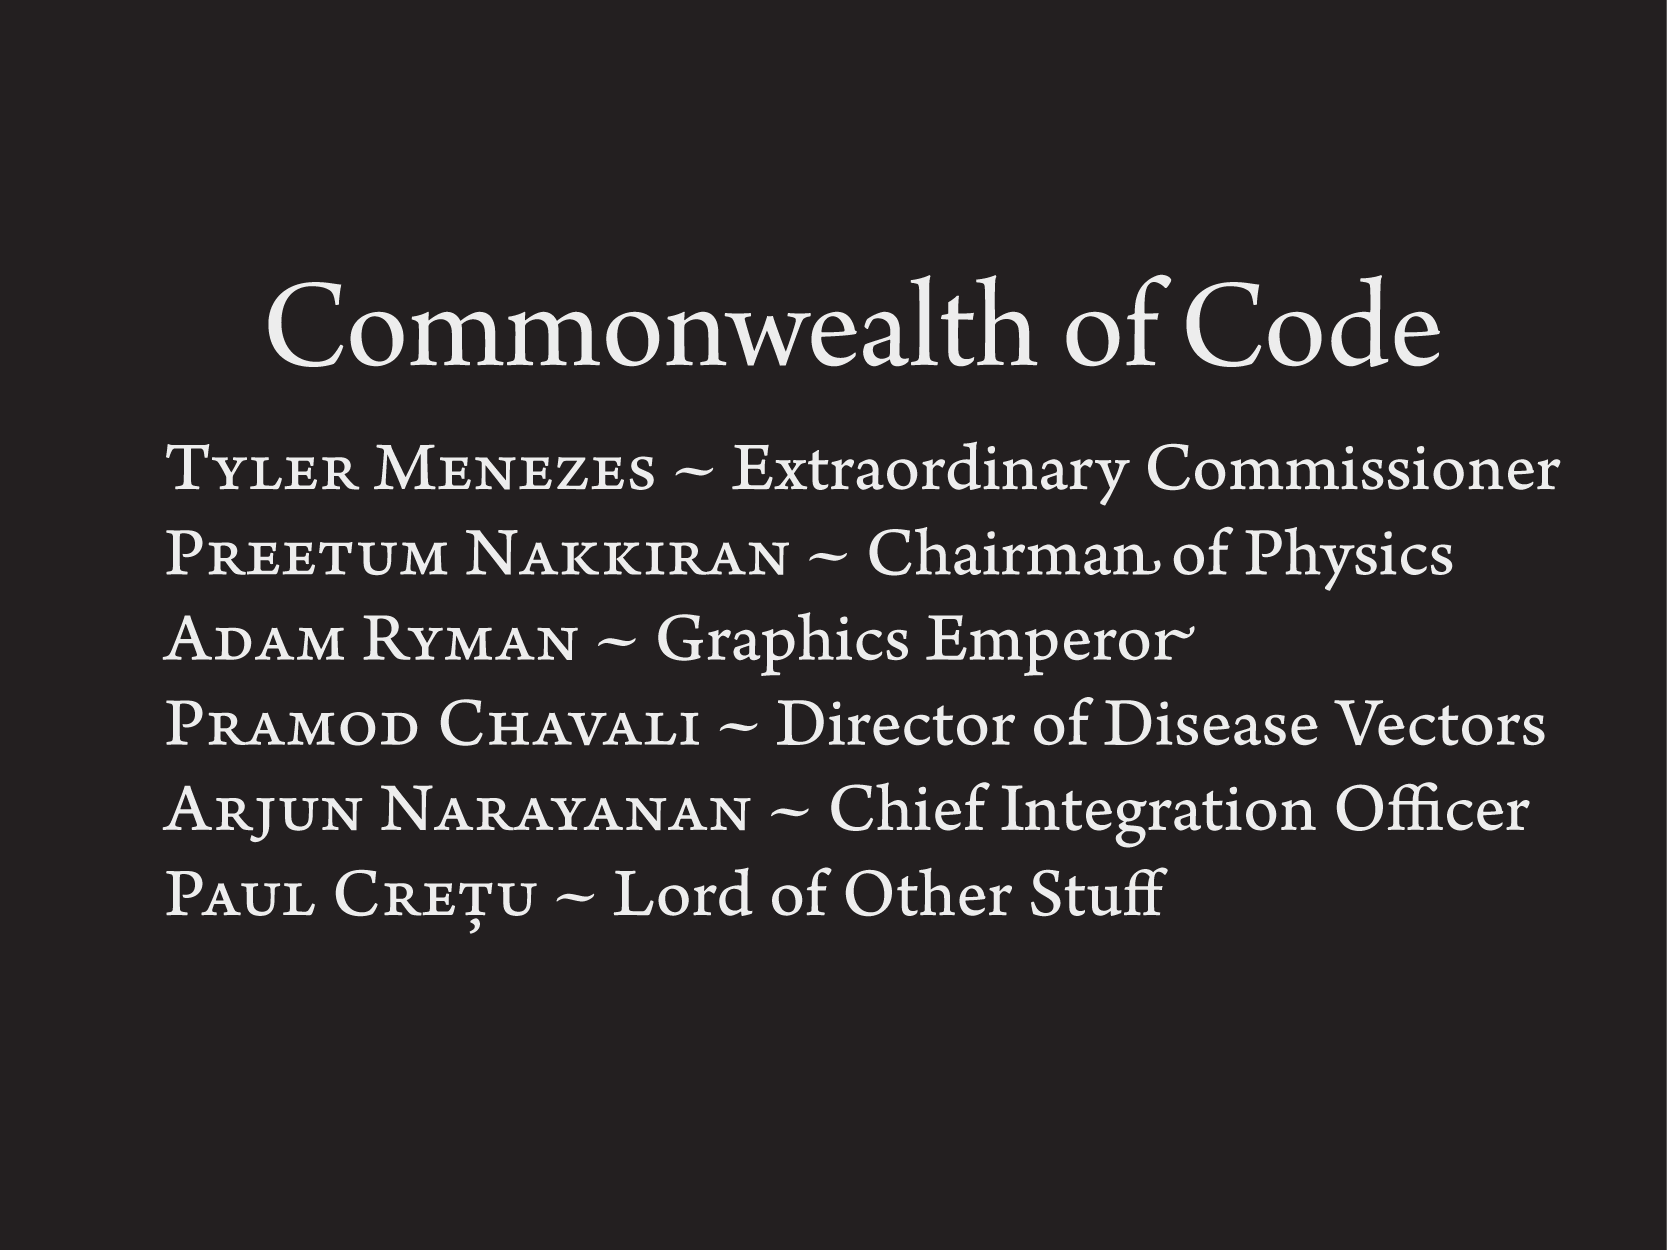 Commonwealth of Code
Tyler Menezes ~ Extraordinary Commissioner
Preetum Nakkiran ~ Chairman of Physics
Adam Ryman ~ Graphics Emperor
Pramod Chavali ~ Director of Disease Vectors
Arjun Narayanan ~ Chief Integration Officer
Paul Crețu ~ Lord of Other Stuff